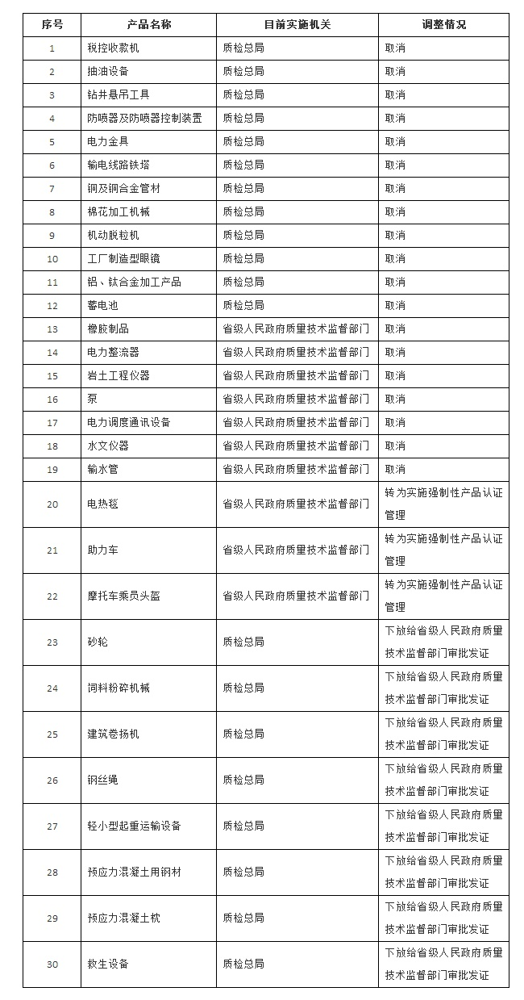 序号 产品名称 目前实施机关 调整情况
1 税控收款机 质检总局 取消
2 抽油设备 质检总局 取消
3 钻井悬吊工具 质检总局 取消
4 防喷器及防喷器控制装置 质检总局 取消
5 电力金具 质检总局 取消
6 输电线路铁塔 质检总局 取消
7 铜及铜合金管材 质检总局 取消
8 棉花加工机械 质检总局 取消
9 机动脱粒机 质检总局 取消
10 工厂制造型眼镜 质检总局 取消
11 铝、钛合金加工产品 质检总局 取消
12 蓄电池 质检总局 取消
13 橡胶制品 省级人民政府质量技术监督部门 取消
14 电力整流器 省级人民政府质量技术监督部门 取消
15 岩土工程仪器 省级人民政府质量技术监督部门 取消
16 泵 省级人民政府质量技术监督部门 取消
17 电力调度通讯设备 省级人民政府质量技术监督部门 取消
18 水文仪器 省级人民政府质量技术监督部门 取消
19 输水管 省级人民政府质量技术监督部门 取消
20 电热毯 省级人民政府质量技术监督部门 转为实施强制性产品认证
管理
21 助力车 省级人民政府质量技术监督部门 转为实施强制性产品认证
管理
22 摩托车乘员头盔 省级人民政府质量技术监督部门 转为实施强制性产品认证
管理
23 砂轮 质检总局 下放给省级人民政府质量
技术监督部门审批发证
24 饲料粉碎机械 质检总局 下放给省级人民政府质量
技术监督部门审批发证
25 建筑卷扬机 质检总局 下放给省级人民政府质量
技术监督部门审批发证
26 钢丝绳 质检总局 下放给省级人民政府质量
技术监督部门审批发证
27 轻小型起重运输设备 质检总局 下放给省级人民政府质量
技术监督部门审批发证
28 预应力混凝土用钢材 质检总局 下放给省级人民政府质量
技术监督部门审批发证
29 预应力混凝土枕 质检总局 下放给省级人民政府质量
技术监督部门审批发证
30 救生设备 质检总局 下放给省级人民政府质量
技术监督部门审批发证